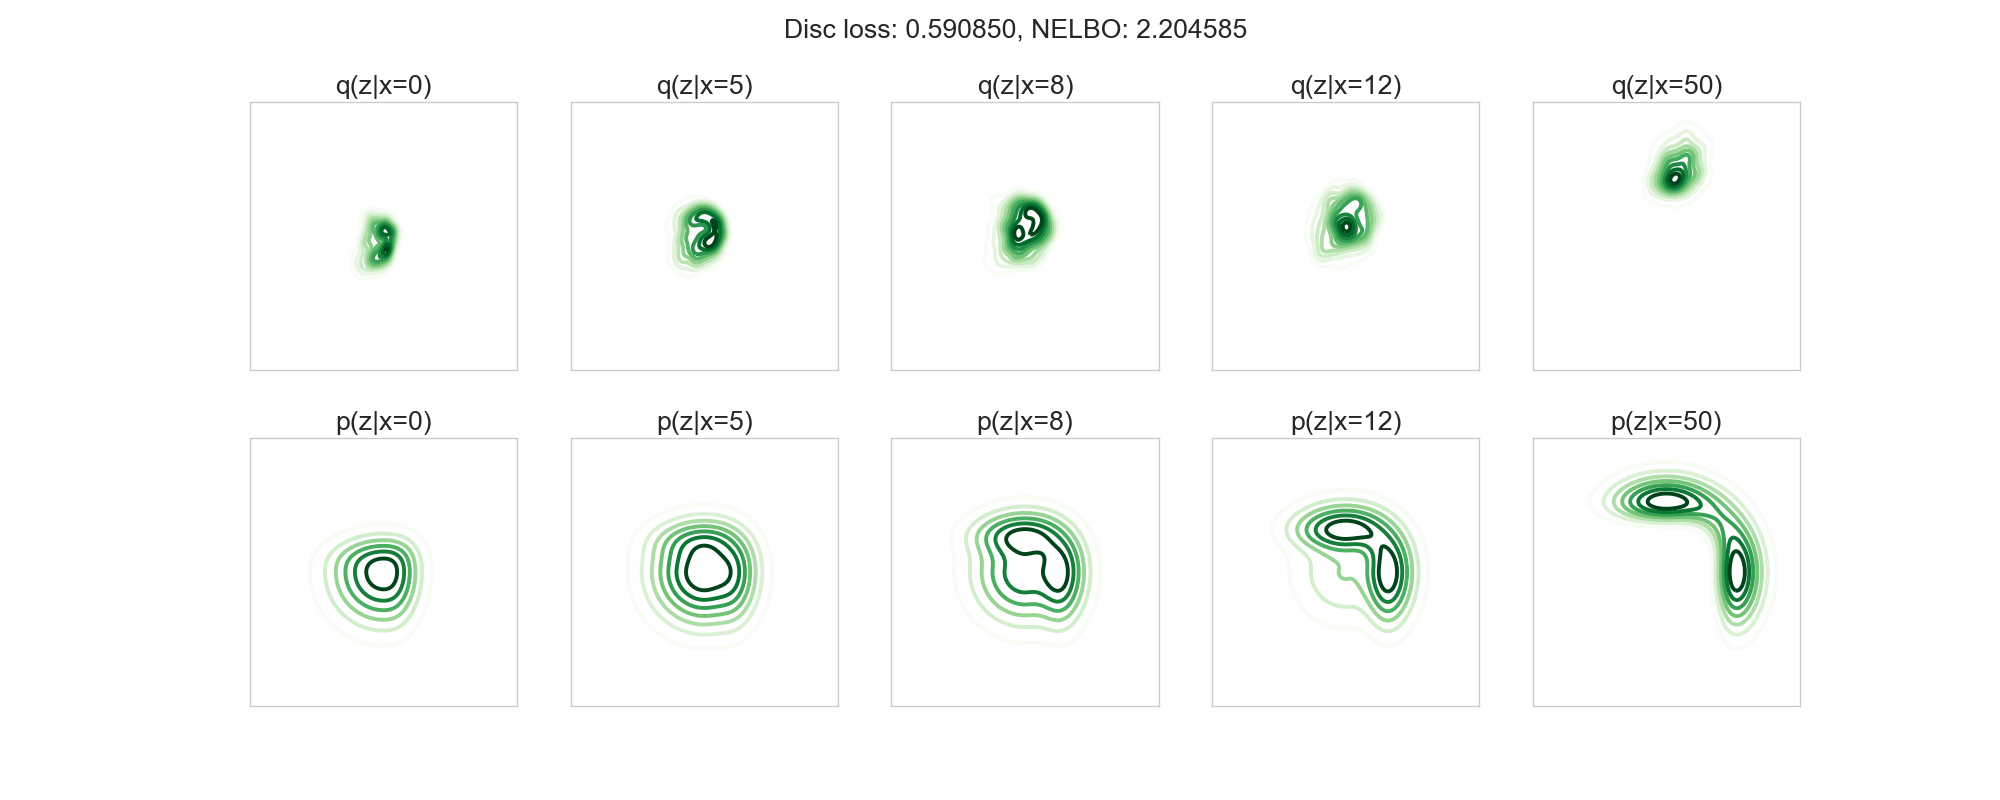 Disc loss: 0.590850, NELBO: 2.204585
q(z|x=0) q(z|x=5) q(z|x=8) q(z|x=12) q(z|x=50)
p(z|x=0) p(z|x=5) p(z|x=8) p(z|x=12) p(z|x=50)